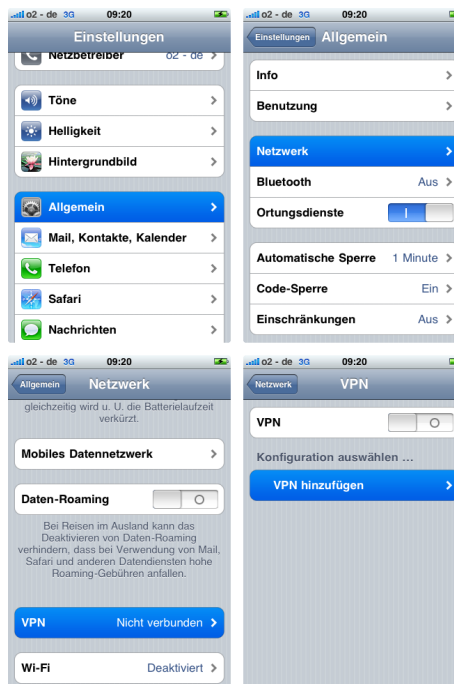 o2 - de 3G 09:20
Einstellungen
Netzbetreiber o2 - de
Töne
Helligkeit
Hintergrundbild
Allgemein
Mail, Kontakte, Kalender
Telefon
Safari
Nachrichten
o2 - de 3G 09:20
Einstellungen Allgemein
Info
Benutzung
Netzwerk
Bluetooth Aus
Ortungsdienste
Automatische Sperre 1 Minute
Code-Sperre Ein
Einschränkungen Aus
o2 - de 3G 09:20
Allgemein Netzwerk
gleichzeitig wird u. U. die Batterielaufzeit
verkürzt.
Mobiles Datennetzwerk
Daten-Roaming
Bei Reisen im Ausland kann das
Deaktivieren von Daten-Roaming
verhindern, dass bei Verwendung von Mail,
Safari und anderen Datendiensten hohe
Roaming-Gebühren anfallen.
VPN Nicht verbunden
Wi-Fi Deaktiviert
o2 - de 3G 09:20
Netzwerk VPN
VPN
Konfiguration auswählen ...
VPN hinzufügen